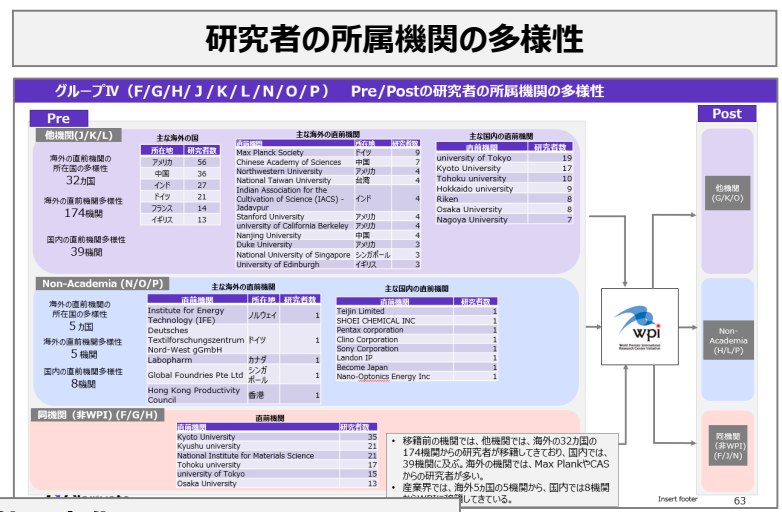 研究者の所属機関の多様性
グループⅣ（F/G/H/ J / K / L / N / O / P） Pre/Postの研究者の所属機関の多様性
Pre
Post
他機関(J/K/L)
海外の直前機関の
所在国の多様性
32カ国
海外の直前機関多様性
174機関
国内の直前機関多様性
39機関
主な海外の国
所在地 研究者数
アメリカ 56
中国 36
インド 27
ドイツ 21
フランス 14
イギリス 13
主な海外の直前機関
直前機関 所在地 研究者数
Max Planck Society ドイツ 9
Chinese Academy of Sciences 中国 7
Northwestern University アメリカ 4
National Taiwan University 台湾 4
Indian Association for the
Cultivation of Science (IACS) - インド 4
Jadavpur
Stanford University アメリカ 4
university of California Berkeley アメリカ 4
Nanjing University 中国 4
Duke University アメリカ 3
National University of Singapore シンガポール 3
University of Edinburgh イギリス 3
主な国内の直前機関
直前機関 研究者数
university of Tokyo 19
Kyoto University 17
Tohoku university 10
Hokkaido university 9
Riken 8
Osaka University 8
Nagoya University 7
他機関
(G/K/O)
Non-Academia (N/O/P)
海外の直前機関の
所在国の多様性
5 カ国
海外の直前機関多様性
5 機関
国内の直前機関多様性
8機関
主な海外の直前機関
直前機関 所在地 研究者数
Institute for Energy
Technology (IFE) ノルウェイ 1
Deutsches
Textilforschungszentrum ドイツ 1
Nord-West gGmbH
Labopharm カナダ 1
Global Foundries Pte Ltd シンガ
ポール 1
Hong Kong Productivity
Council 香港 1
主な国内の直前機関
直前機関 研究者数
Teijin Limited 1
SHOEI CHEMICAL INC 1
Pentax corporation 1
Clino Corporation 1
Sony Corporation 1
Landon IP 1
Become Japan 1
Nano-Optonics Energy Inc 1
wpi
World Premier International
Research Center Initiative
Non-
Academia
(H/L/P)
同機関（非WPI) (F/G/H)
直前機関
直前機関 研究者数
Kyoto University 35
Kyushu university 21
National Institute for Materials Science 21
Tohoku university 17
university of Tokyo 15
Osaka University 13
同機関
（非WPI)
(F/J/N)
• 移籍前の機関では、他機関では、海外の32カ国の
174機関からの研究者が移籍してきており、国内では、
39機関に及ぶ。海外の機関では、Max PlankやCAS
からの研究者が多い。
• 産業界では、海外5カ国の5機関から、国内では8機関
からWPIに移籍してきている。
Insert footer 63